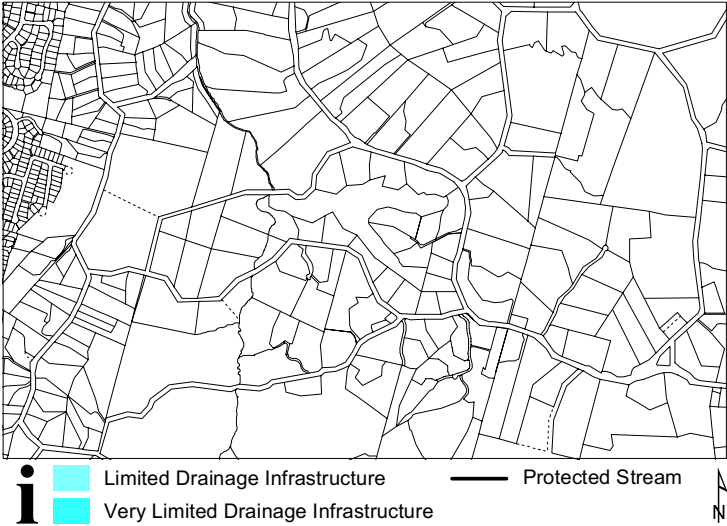 i
Limited Drainage Infrastructure
Protected Stream
Very Limited Drainage Infrastructure
N